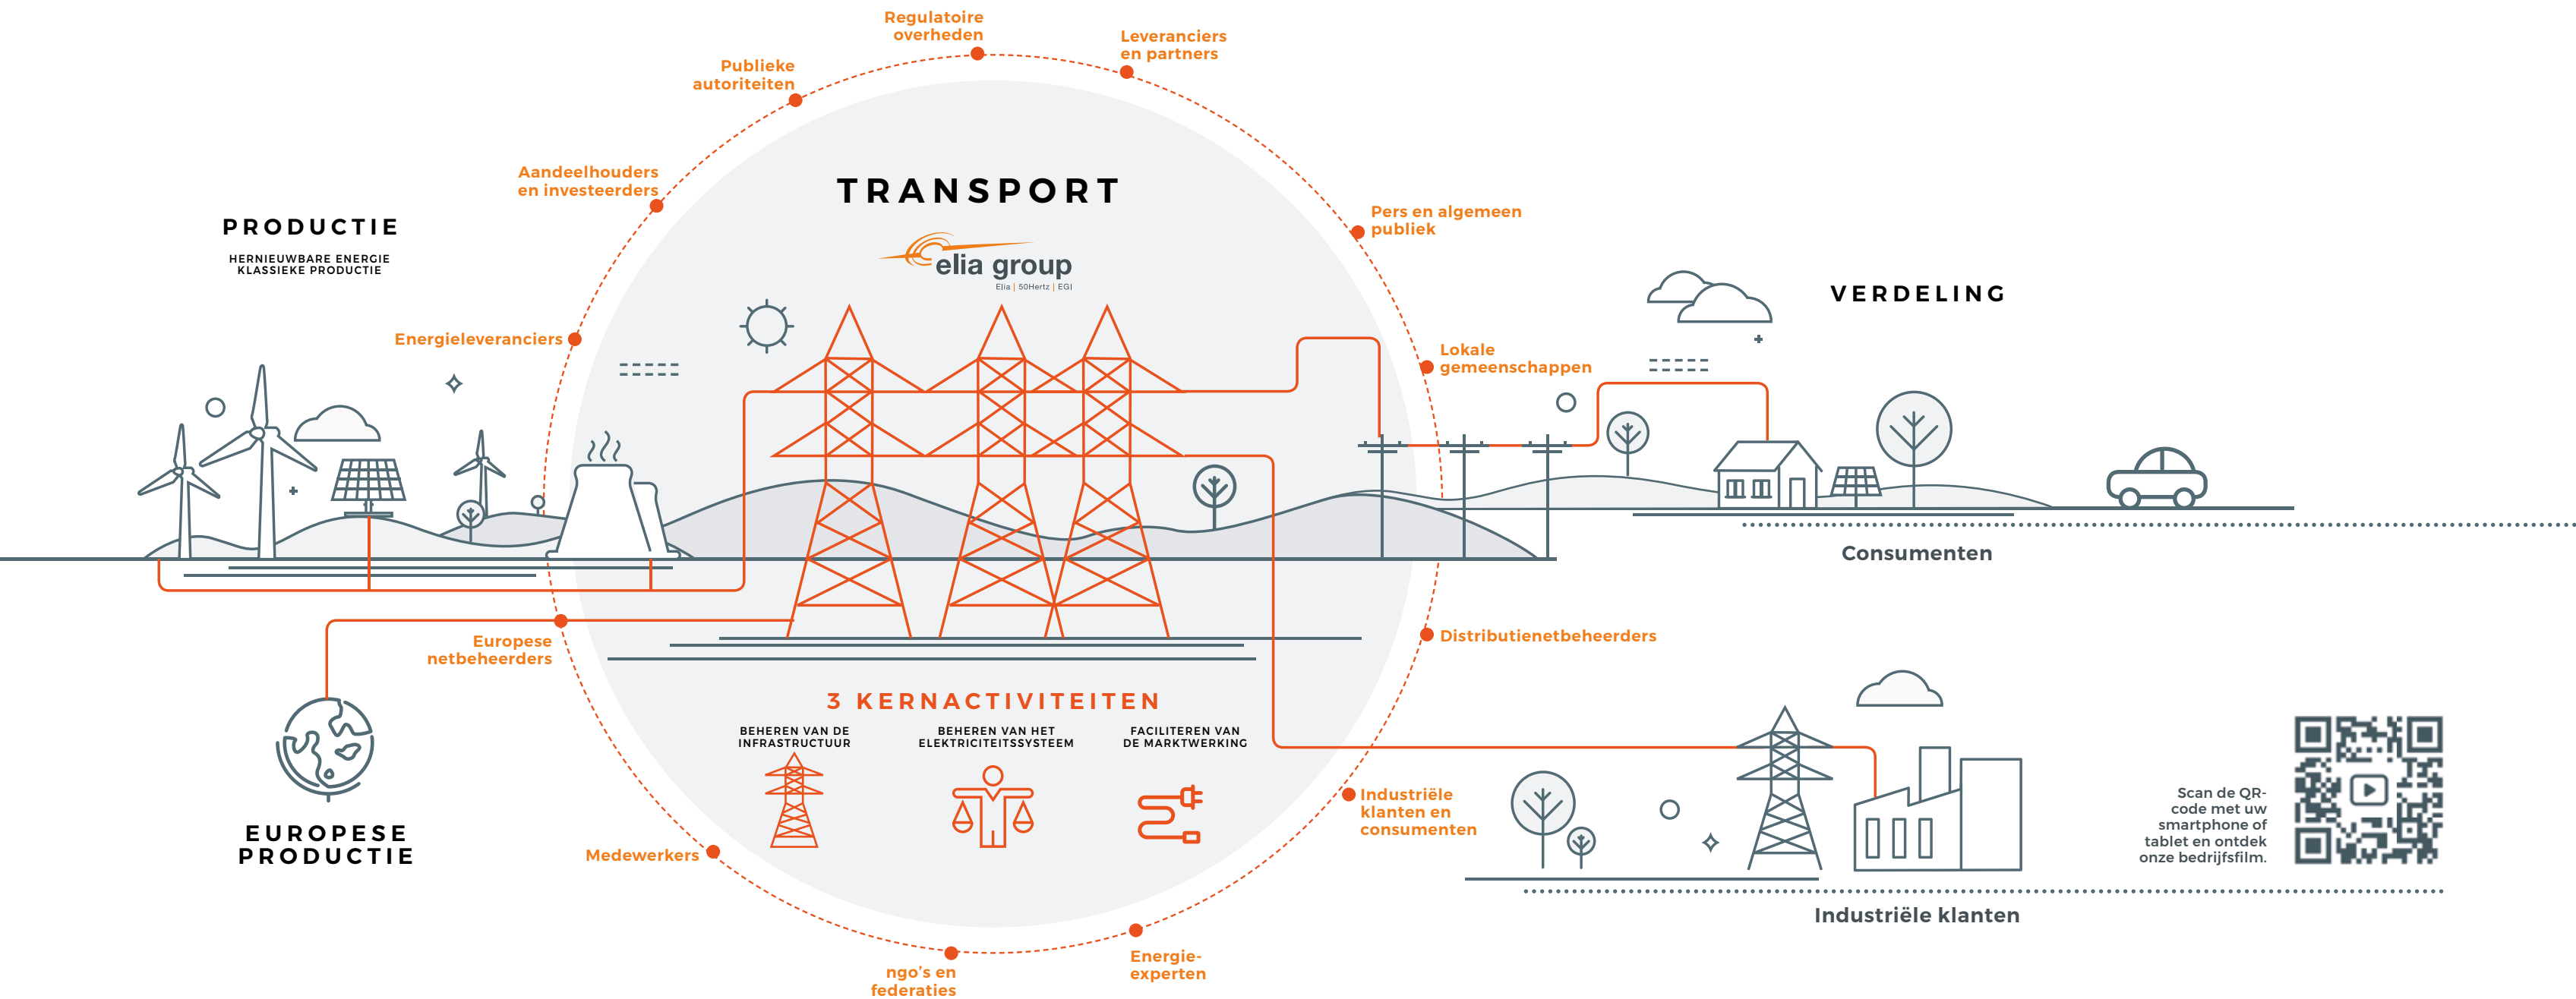 Regulatoire
overheden
Leveranciers
en partners
Publieke
autoriteiten
Aandeelhouders
en investeerders
TRANSPORT
elia group
Elia | 50Hertz | EGI
Pers en algemeen
publiek
PRODUCTIE
HERNIEUWBARE ENERGIE
KLASSIEKE PRODUCTIE
VERDELING
Energieleveranciers
Lokale
gemeenschappen
Consumenten
Europese
netbeheerders
Distributienetbeheerders
3 KERNACTIVITEITEN
BEHEREN VAN DE
INFRASTRUCTUUR
BEHEREN VAN HET
ELEKTRICITEITSSYSTEEM
FACILITEREN VAN
DE MARKTWERKING
EUROPESE
PRODUCTIE
Industriële
klanten en
consumenten
Scan de QR-
code met uw
smartphone of
tablet en ontdek
onze bedrijfsfilm.
Medewerkers
Industriële klanten
ngo's en
federaties
Energie-
experten